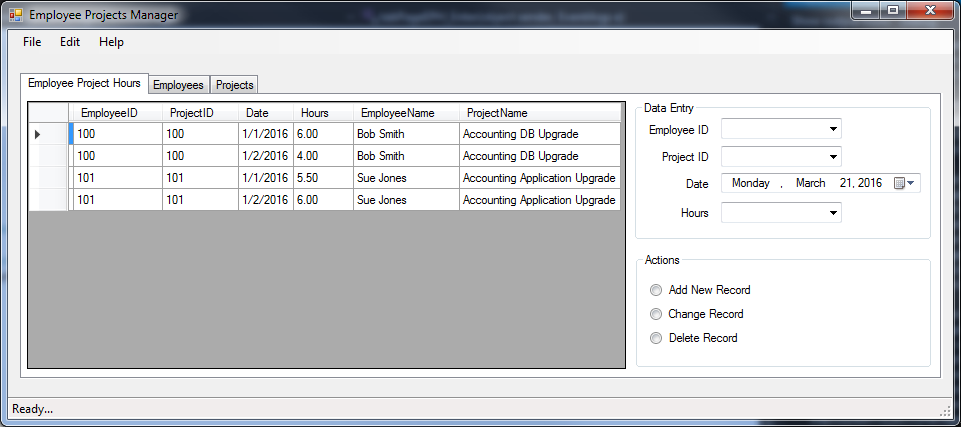 Employee Projects Manager
File Edit Help
Employee Project Hours Employees Projects
EmployeeID ProjectID Date Hours EmployeeName ProjectName
100 100 1/1/2016 6.00 Bob Smith Accounting DB Upgrade
100 100 1/2/2016 4.00 Bob Smith Accounting DB Upgrade
101 101 1/1/2016 5.50 Sue Jones Accounting Application Upgrade
101 101 1/2/2016 6.00 Sue Jones Accounting Application Upgrade
Data Entry
Employee ID
Project ID
Date Monday , March 21, 2016
Hours
Actions
Add New Record
Change Record
Delete Record
Ready...